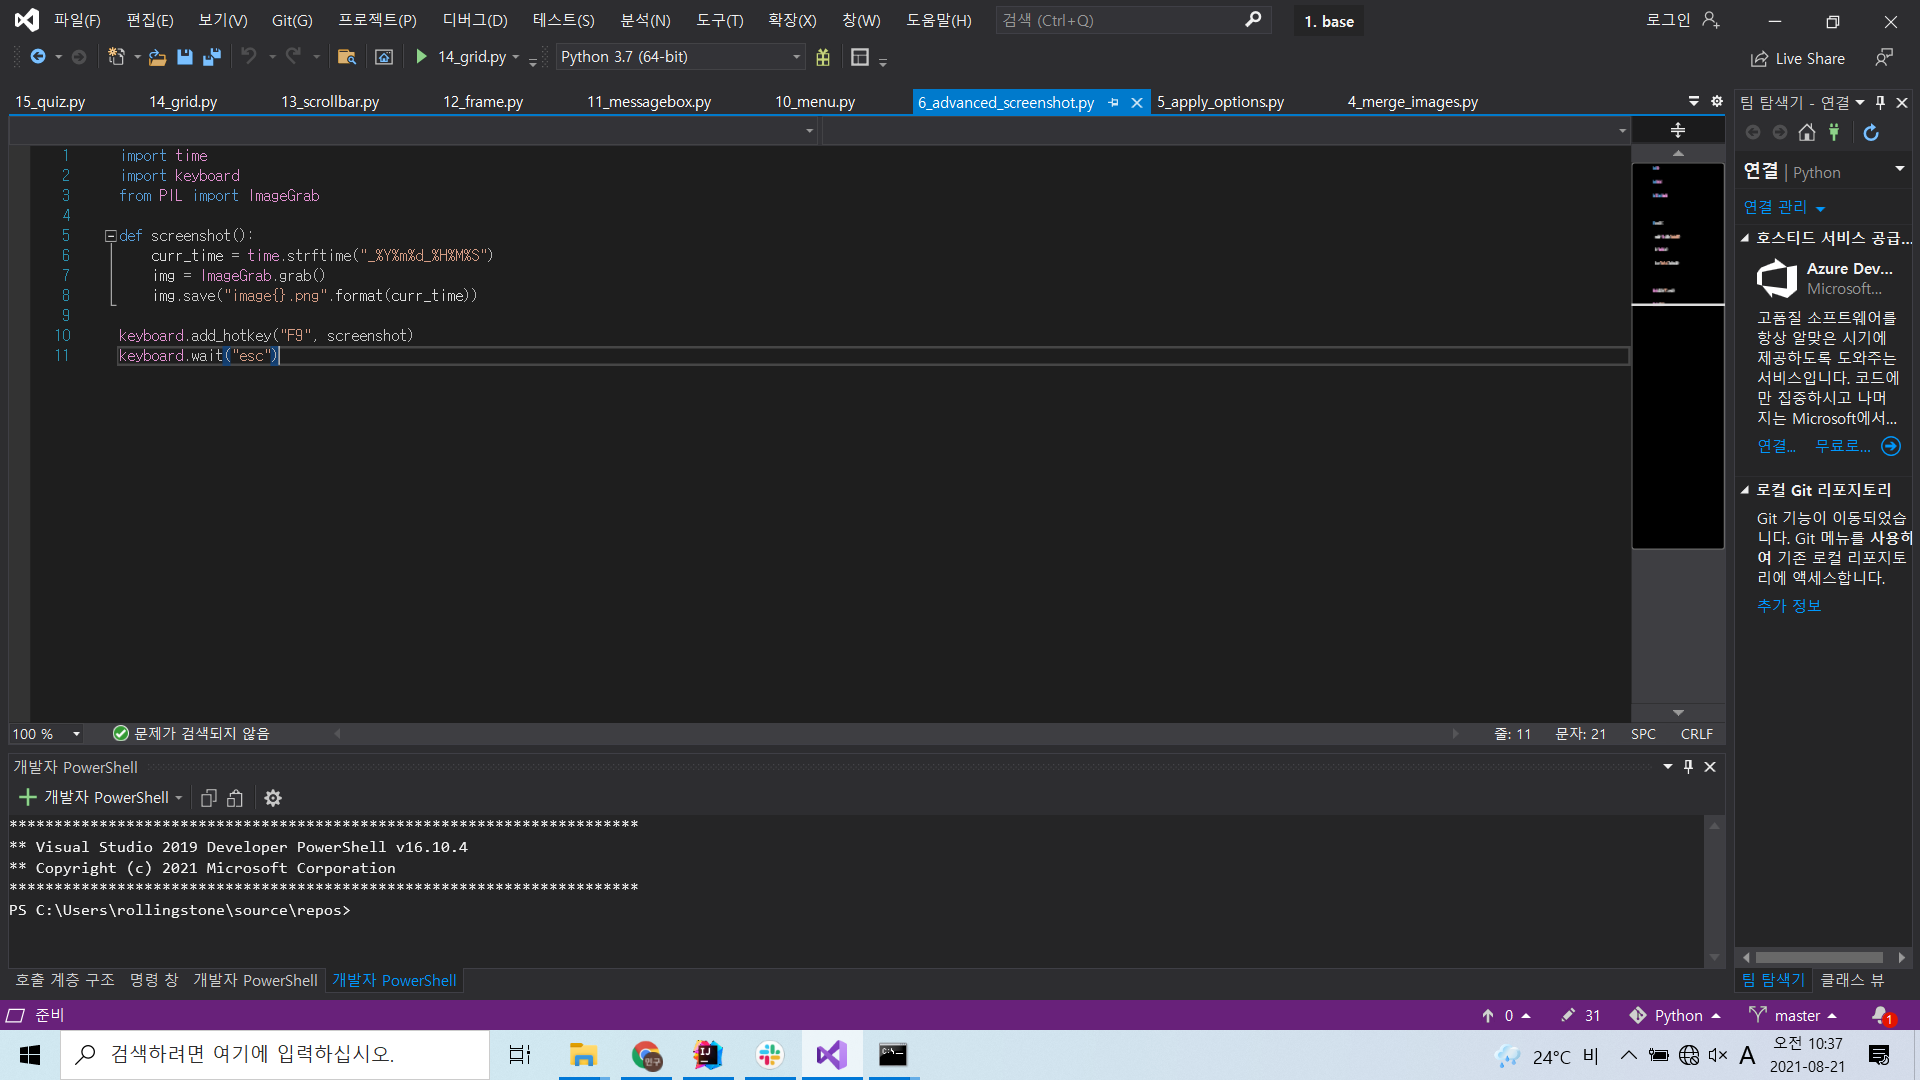 파일(F) 편집(E) 보기(V) Git(G) 프로젝트(P) 디버그(D) 테스트(S) 분석(N) 도구(T) 확장(X) 창(W) 도움말(H) 검색 (Ctrl+Q) 1. base 로그인
14_grid.py Python 3.7 (64-bit) Live Share
15_quiz.py 14_grid.py 13_scrollbar.py 12_frame.py 11_messagebox.py 10_menu.py 6_advanced_screenshot.py 5_apply_options.py 4_merge_images.py
1 import time
2 import keyboard
3 from PIL import ImageGrab
4
5 def screenshot():
6 curr_time = time.strftime("_%Y%m%d_%H%M%S")
7 img = ImageGrab.grab()
8 img.save("image{}.png".format(curr_time))
9
10 keyboard.add_hotkey("F9", screenshot)
11 keyboard.wait("esc")
100 % 문제가 검색되지 않음 줄: 11 문자: 21 SPC CRLF
개발자 PowerShell
개발자 PowerShell
**********************************************************************
** Visual Studio 2019 Developer PowerShell v16.10.4
** Copyright (c) 2021 Microsoft Corporation
**********************************************************************
PS C:\Users\rollingstone\source\repos>
호출 계층 구조 명령 창 개발자 PowerShell 개발자 PowerShell
팀 탐색기 - 연결
연결 | Python
연결 관리
호스티드 서비스 공급...
Azure Dev...
Microsoft...
고품질 소프트웨어를
항상 알맞은 시기에
제공하도록 도와주는
서비스입니다. 코드에
만 집중하시고 나머
지는 Microsoft에서...
연결... 무료로...
로컬 Git 리포지토리
Git 기능이 이동되었습
니다. Git 메뉴를 사용하
여 기존 로컬 리포지토
리에 액세스합니다.
추가 정보
팀 탐색기 클래스 뷰
준비 0 31 Python master 1
검색하려면 여기에 입력하십시오. 민구 IJ C:\ 24°C 비 A 오전 10:37
2021-08-21